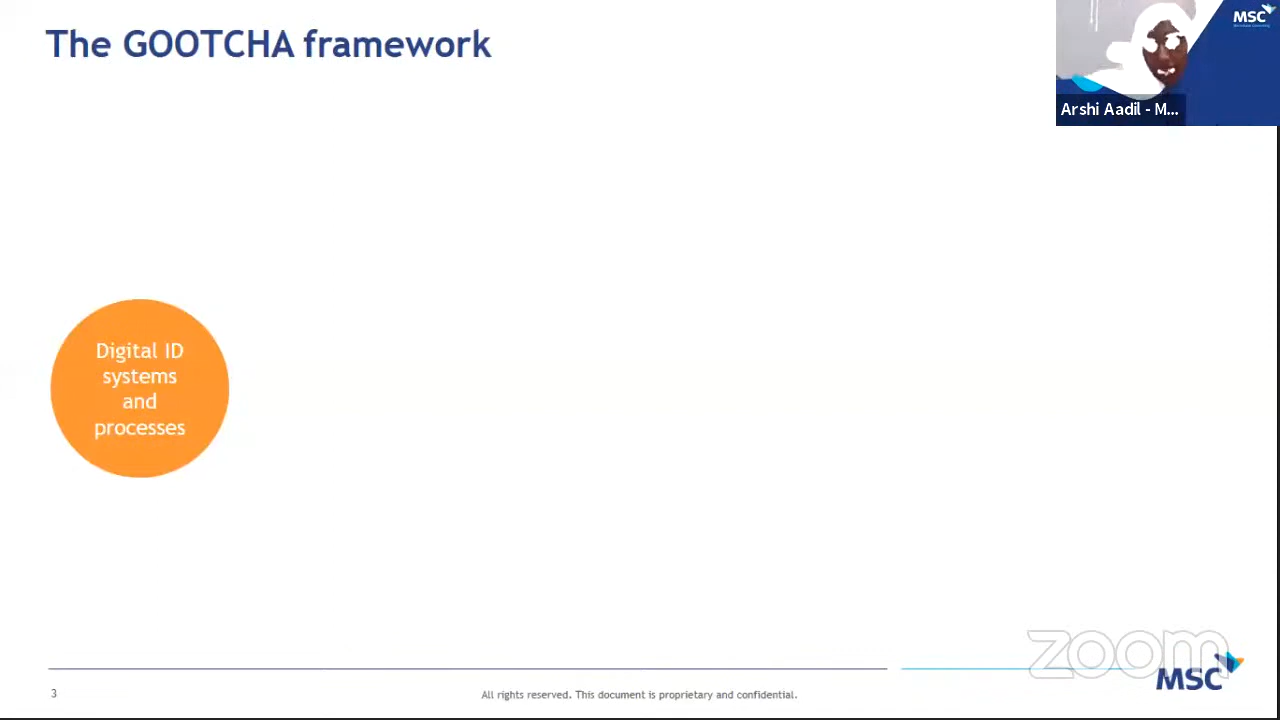 The GOOTCHA framework
MSC
Arshi Aadil - M...
Digital ID
systems
and
processes
zoom
MSC
3
All rights reserved. This document is proprietary and confidential.